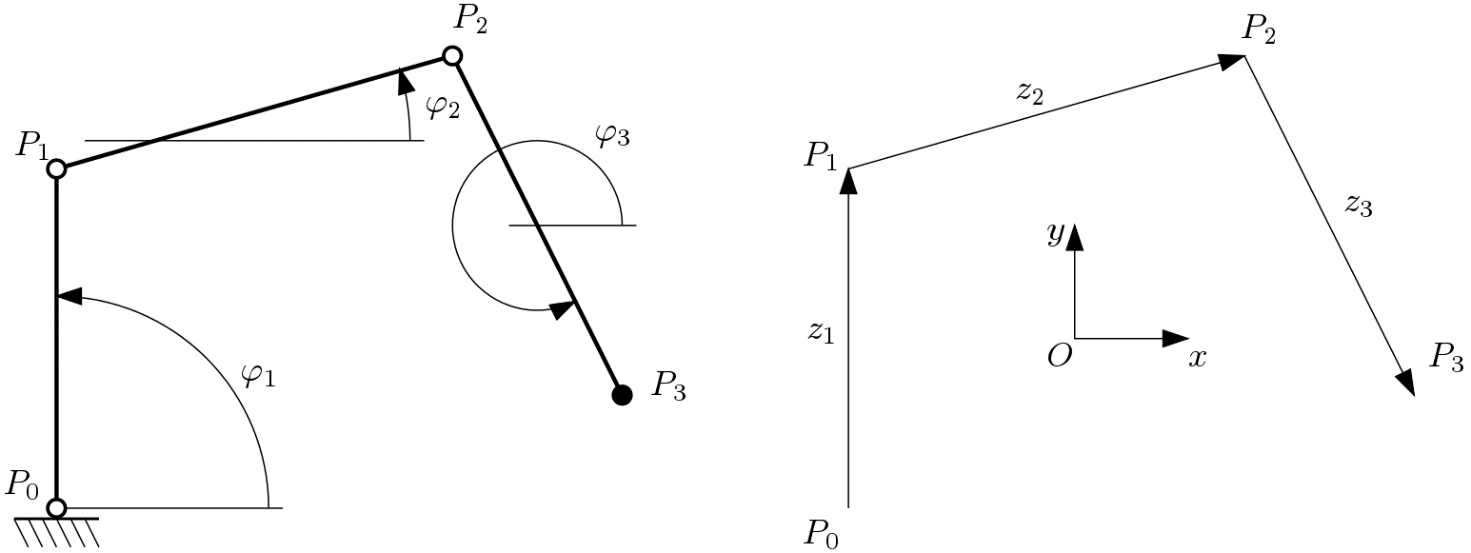 P₂
φ₂
P₁
φ₃
φ₁
P₃
P₀
P₂
z₂
P₁
z₃
y
z₁
O
x
P₃
P₀